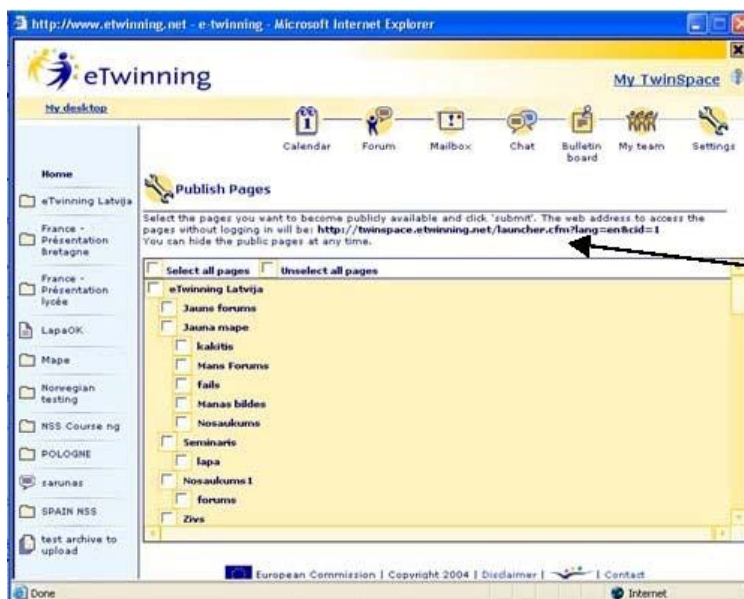 http://www.etwinning.net - e-twinning - Microsoft Internet Explorer
eTwinning
My TwinSpace
My desktop
Calendar
Forum
Mailbox
Chat
Bulletin board
My team
Settings
Home
eTwinning Latvija
France - Présentation Bretagne
France - Présentation lycée
LapaOK
Mape
Norwegian testing
NSS Course ng
POLOGNE
sarunas
SPAIN NSS
test archive to upload
Publish Pages
Select the pages you want to become publicly available and click 'submit'. The web address to access the
pages without logging in will be: http://twinspace.etwinning.net/launcher.cfm?lang=en&cid=1
You can hide the public pages at any time.
Select all pages Unselect all pages
eTwinning Latvija
Jauns forums
Jauna mape
kakitis
Mans Forums
fails
Manas bildes
Nosaukums
Seminaris
lapa
Nosaukums1
forums
Zivs
European Commission | Copyright 2004 | Disclaimer | | Contact
Done
Internet